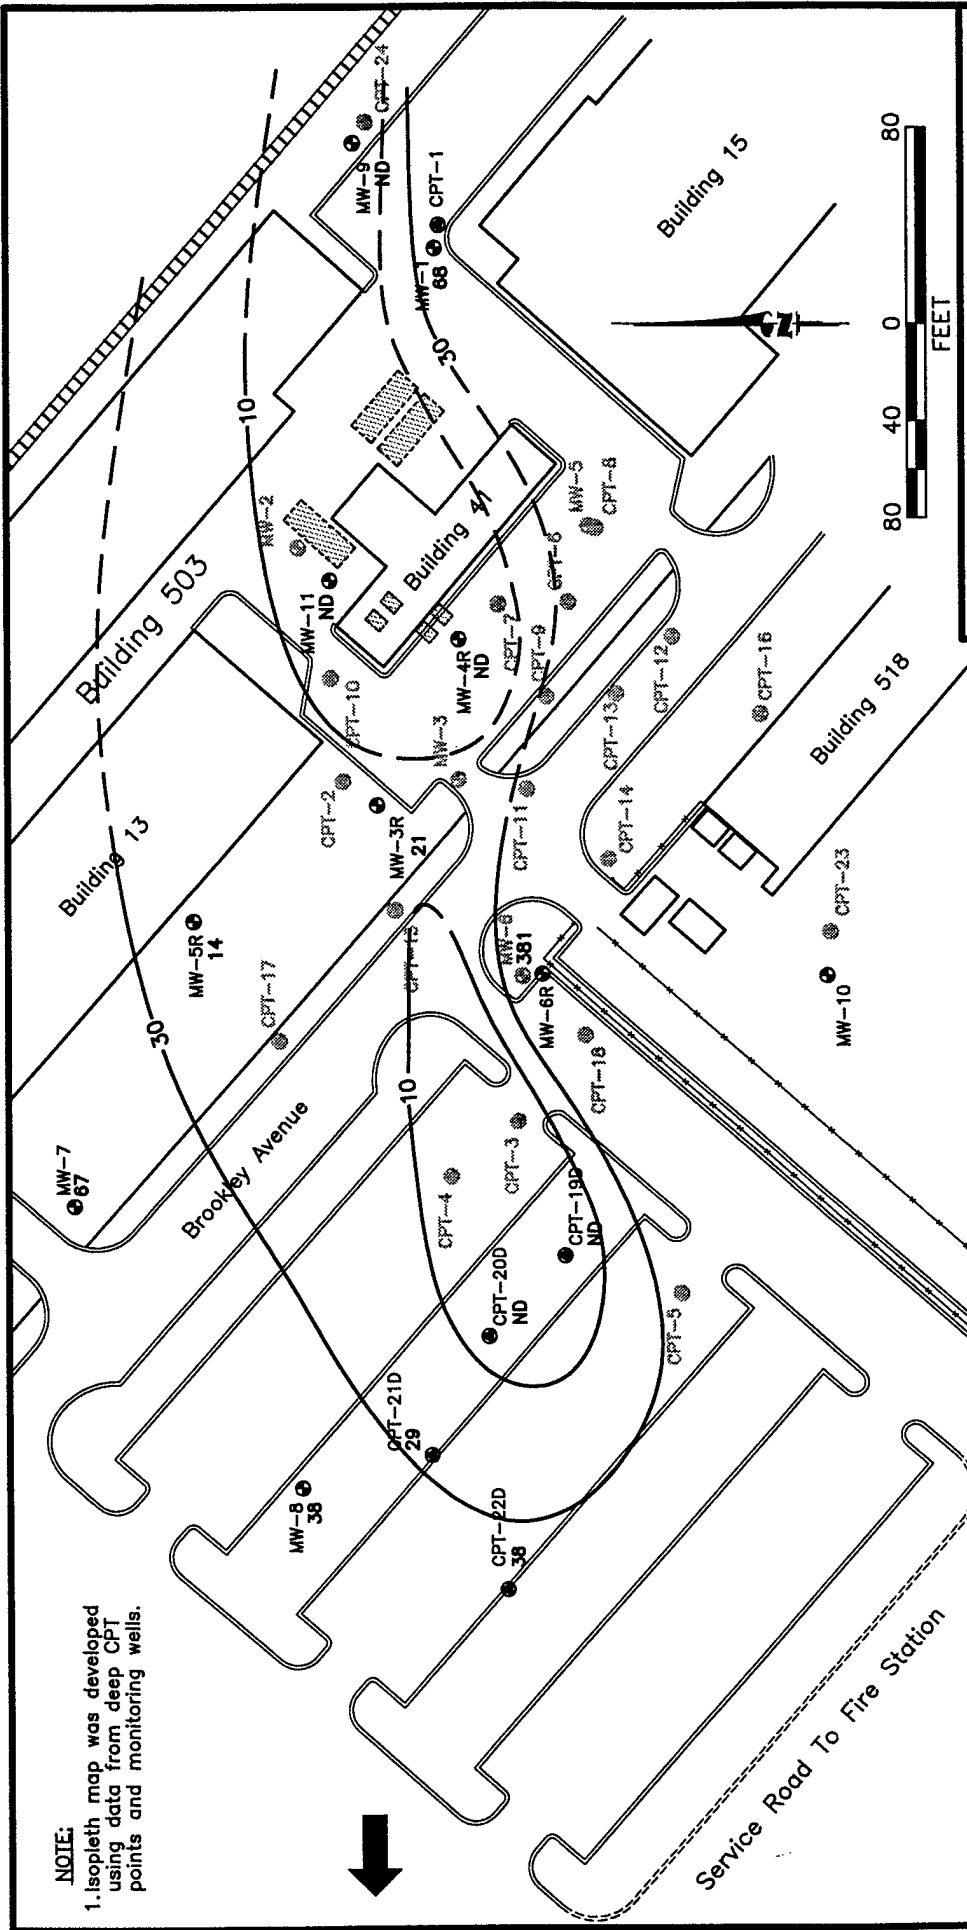 NOTE:
1.Isopleth map was developed
using data from deep CPT
points and monitoring wells.
MW-8
38
CPT-21D
29
CPT-22D
38
CPT-20D
ND
CPT-19D
ND
MW-7
67
Brookley Avenue
CPT-4
CPT-3
CPT-5
CPT-17
CPT-18
30
10
MW-5R
14
Building 13
CPT-15
MW-6
381
MW-6R
MW-10
CPT-23
MW-3R
21
CPT-2
MW-3
CPT-11
CPT-14
CPT-13
CPT-12
CPT-16
Building 518
CPT-10
MW-11
ND
MW-2
MW-4R
ND
CPT-7
CPT-9
CPT-6
MW-5
CPT-8
Building 41
Building 503
10
30
MW-1
68
CPT-1
MW-9
ND
CPT-24
Building 15
N
80
40
0
80
FEET
Service Road To Fire Station